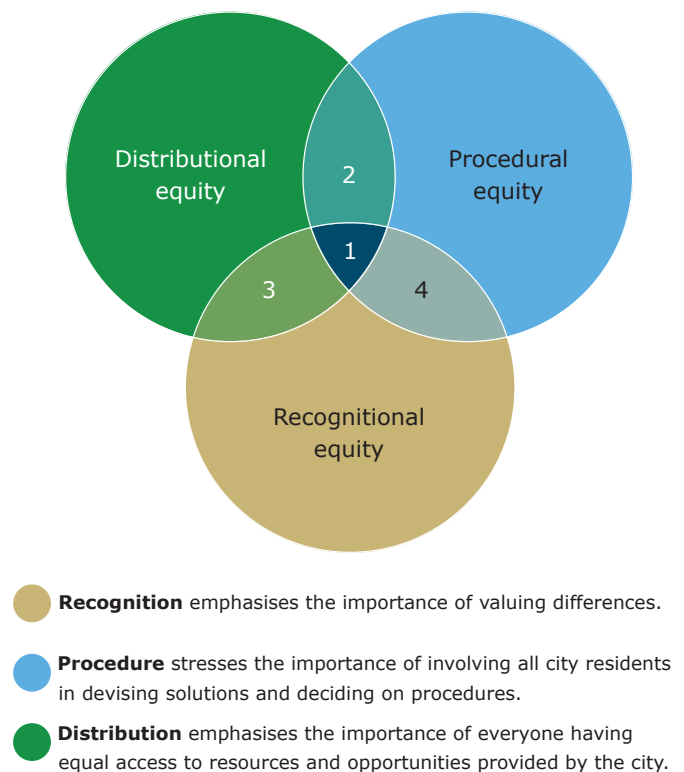 Distributional
equity
Procedural
equity
2
1
3
4
Recognitional
equity
Recognition emphasises the importance of valuing differences.
Procedure stresses the importance of involving all city residents
in devising solutions and deciding on procedures.
Distribution emphasises the importance of everyone having
equal access to resources and opportunities provided by the city.